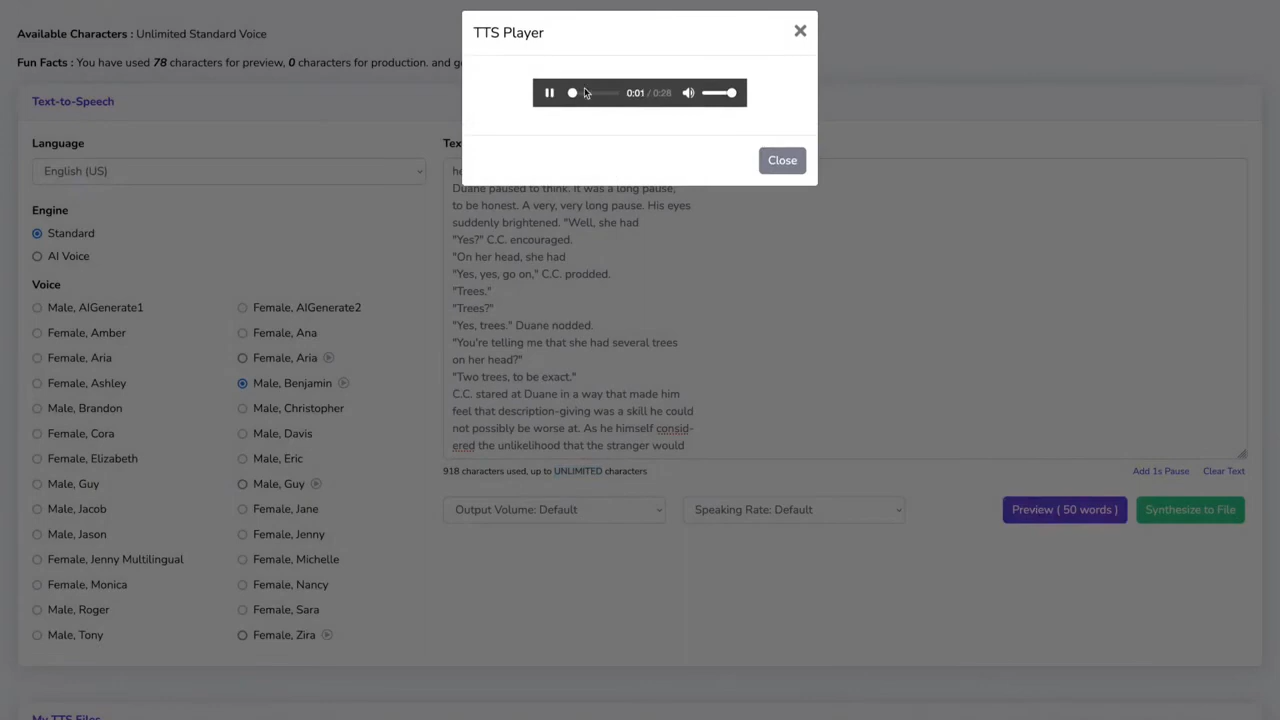 Available Characters : Unlimited Standard Voice
Fun Facts : You have used 78 characters for preview, 0 characters for production. and
TTS Player
0:01 / 0:28
Close
Text-to-Speech
Language
English (US)
Engine
Standard
AI Voice
Voice
Male, AIGenerate1
Female, AIGenerate2
Female, Amber
Female, Ana
Female, Aria
Female, Aria
Female, Ashley
Male, Benjamin
Male, Brandon
Male, Christopher
Female, Cora
Male, Davis
Female, Elizabeth
Male, Eric
Male, Guy
Male, Guy
Male, Jacob
Female, Jane
Male, Jason
Female, Jenny
Female, Jenny Multilingual
Female, Michelle
Female, Monica
Female, Nancy
Male, Roger
Female, Sara
Male, Tony
Female, Zira
Duane paused to think. It was a long pause,
to be honest. A very, very long pause. His eyes
suddenly brightened. "Well, she had
"Yes?" C.C. encouraged.
"On her head, she had
"Yes, yes, go on," C.C. prodded.
"Trees."
"Trees?"
"Yes, trees." Duane nodded.
"You're telling me that she had several trees
on her head?"
"Two trees, to be exact."
C.C. stared at Duane in a way that made him
feel that description-giving was a skill he could
not possibly be worse at. As he himself consid-
ered the unlikelihood that the stranger would
918 characters used, up to UNLIMITED characters
Add 1s Pause
Clear Text
Output Volume: Default
Speaking Rate: Default
Preview ( 50 words )
Synthesize to File
My TTS Files